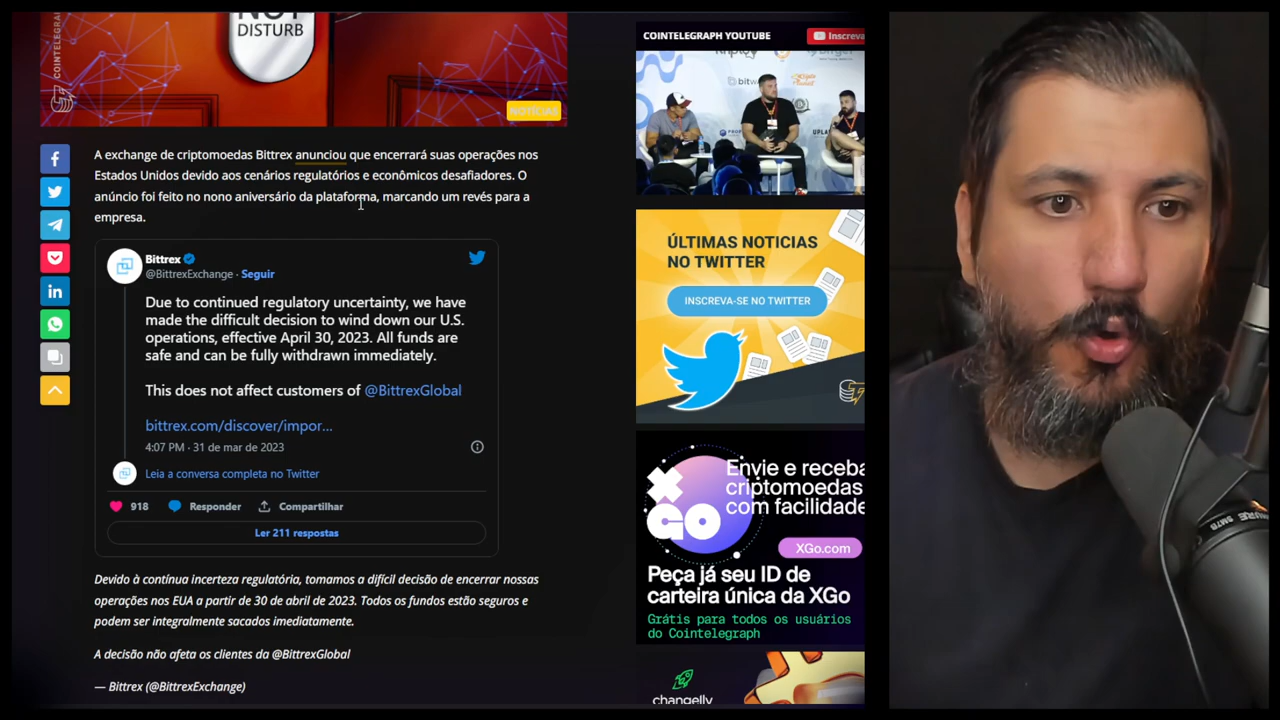 NOT
DISTURB
COINTELEGRAPH
NOTÍCIAS
A exchange de criptomoedas Bittrex anunciou que encerrará suas operações nos
Estados Unidos devido aos cenários regulatórios e econômicos desafiadores. O
anúncio foi feito no nono aniversário da plataforma, marcando um revés para a
empresa.
Bittrex
@BittrexExchange · Seguir
Due to continued regulatory uncertainty, we have
made the difficult decision to wind down our U.S.
operations, effective April 30, 2023. All funds are
safe and can be fully withdrawn immediately.
This does not affect customers of @BittrexGlobal
bittrex.com/discover/impor...
4:07 PM · 31 de mar de 2023
Leia a conversa completa no Twitter
918 Responder Compartilhar
Ler 211 respostas
Devido à contínua incerteza regulatória, tomamos a difícil decisão de encerrar nossas
operações nos EUA a partir de 30 de abril de 2023. Todos os fundos estão seguros e
podem ser integralmente sacados imediatamente.
A decisão não afeta os clientes da @BittrexGlobal
— Bittrex (@BittrexExchange)
COINTELEGRAPH YOUTUBE
Inscreva
ÚLTIMAS NOTICIAS
NO TWITTER
INSCREVA-SE NO TWITTER
XGO
Envie e receba
criptomoedas
com facilidade
XGo.com
Peça já seu ID de
carteira única da XGo
Grátis para todos os usuários
do Cointelegraph
changelly